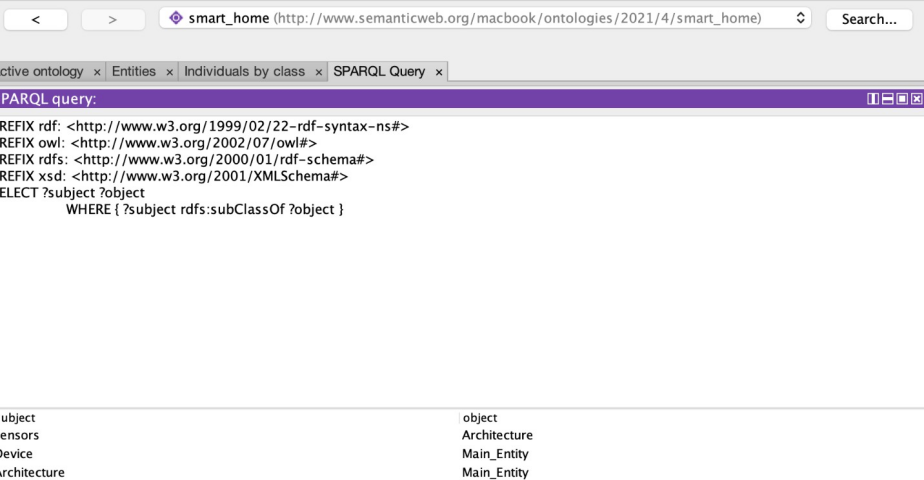 < > smart_home (http://www.semanticweb.org/macbook/ontologies/2021/4/smart_home) Search...
ctive ontology × Entities × Individuals by class × SPARQL Query ×
PARQL query:
REFIX rdf: <http://www.w3.org/1999/02/22-rdf-syntax-ns#>
REFIX owl: <http://www.w3.org/2002/07/owl#>
REFIX rdfs: <http://www.w3.org/2000/01/rdf-schema#>
REFIX xsd: <http://www.w3.org/2001/XMLSchema#>
ELECT ?subject ?object
WHERE { ?subject rdfs:subClassOf ?object }
ubject object
ensors Architecture
Device Main_Entity
Architecture Main_Entity